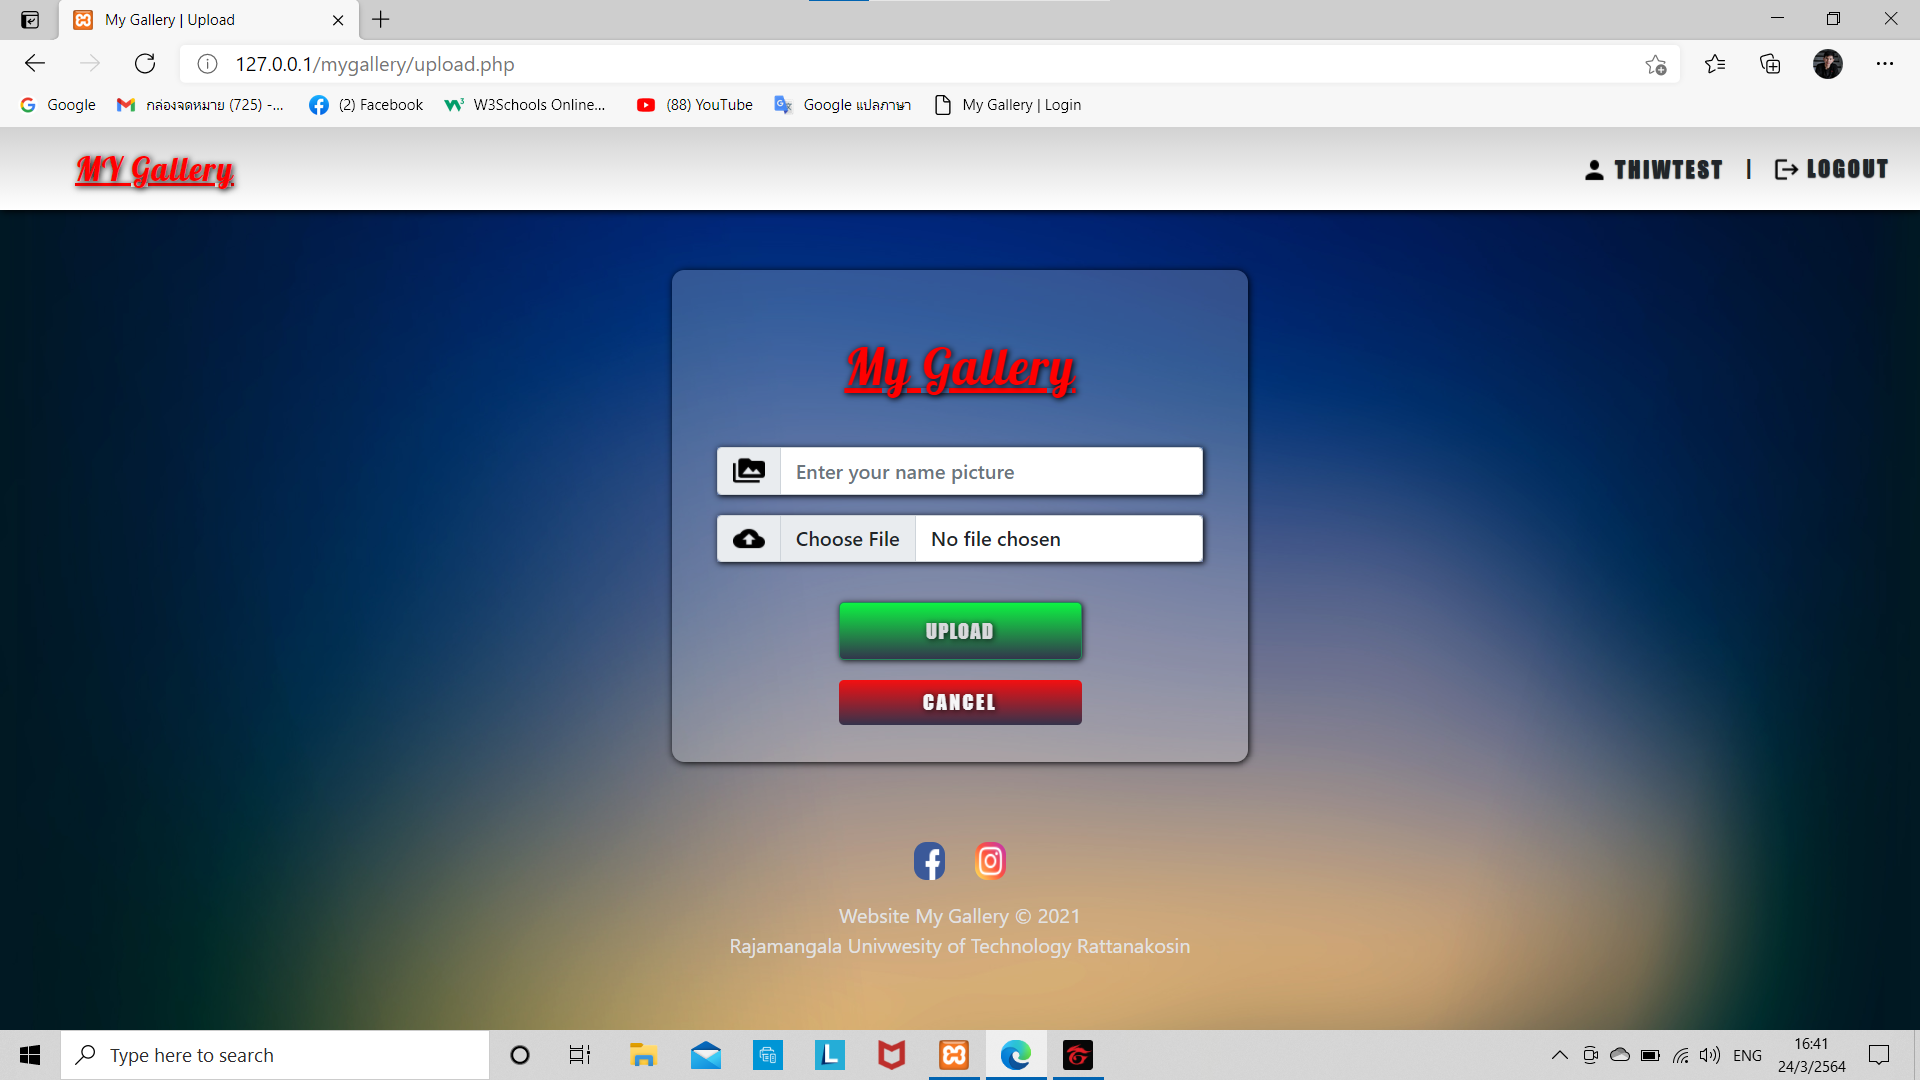 My Gallery | Upload
127.0.0.1/mygallery/upload.php
Google
กล่องจดหมาย (725) -...
(2) Facebook
W3Schools Online...
(88) YouTube
Google แปลภาษา
My Gallery | Login
MY Gallery
THIWTEST | LOGOUT
My Gallery
Enter your name picture
Choose File No file chosen
UPLOAD
CANCEL
Website My Gallery © 2021
Rajamangala Univwesity of Technology Rattanakosin
Type here to search
L
ENG
16:41
24/3/2564